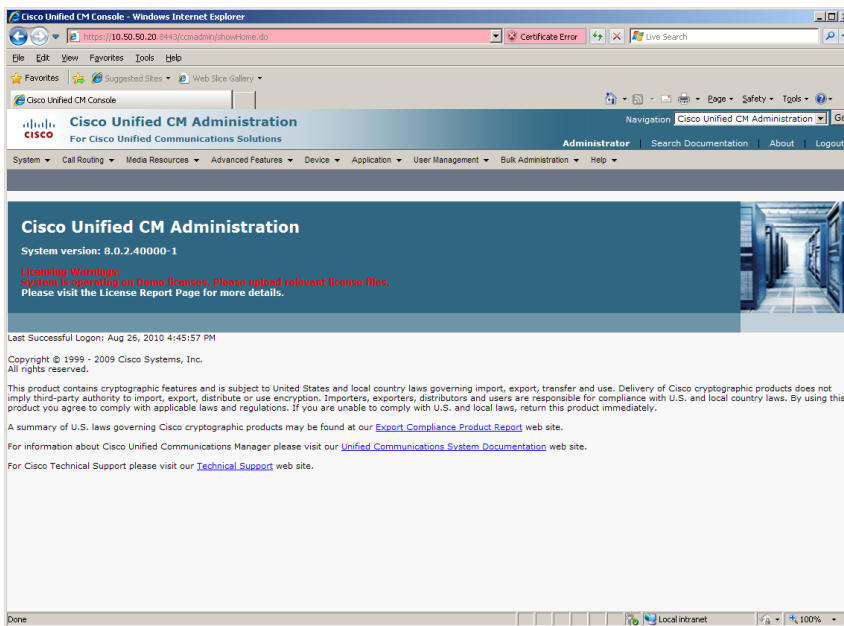 Cisco Unified CM Console - Windows Internet Explorer
https://10.50.50.20:8443/ccmadmin/showHome.do Certificate Error Live Search
File Edit View Favorites Tools Help
Favorites Suggested Sites Web Slice Gallery
Cisco Unified CM Console Page Safety Tools
cisco
Cisco Unified CM Administration
For Cisco Unified Communications Solutions
Navigation Cisco Unified CM Administration Go
Administrator | Search Documentation | About | Logout
System Call Routing Media Resources Advanced Features Device Application User Management Bulk Administration Help
Cisco Unified CM Administration
System version: 8.0.2.40000-1
Licensing Warnings:
System is operating on Demo licenses. Please upload relevant license files.
Please visit the License Report Page for more details.
Last Successful Logon: Aug 26, 2010 4:45:57 PM
Copyright © 1999 - 2009 Cisco Systems, Inc.
All rights reserved.
This product contains cryptographic features and is subject to United States and local country laws governing import, export, transfer and use. Delivery of Cisco cryptographic products does not
imply third-party authority to import, export, distribute or use encryption. Importers, exporters, distributors and users are responsible for compliance with U.S. and local country laws. By using this
product you agree to comply with applicable laws and regulations. If you are unable to comply with U.S. and local laws, return this product immediately.
A summary of U.S. laws governing Cisco cryptographic products may be found at our Export Compliance Product Report web site.
For information about Cisco Unified Communications Manager please visit our Unified Communications System Documentation web site.
For Cisco Technical Support please visit our Technical Support web site.
Done Local intranet 100%